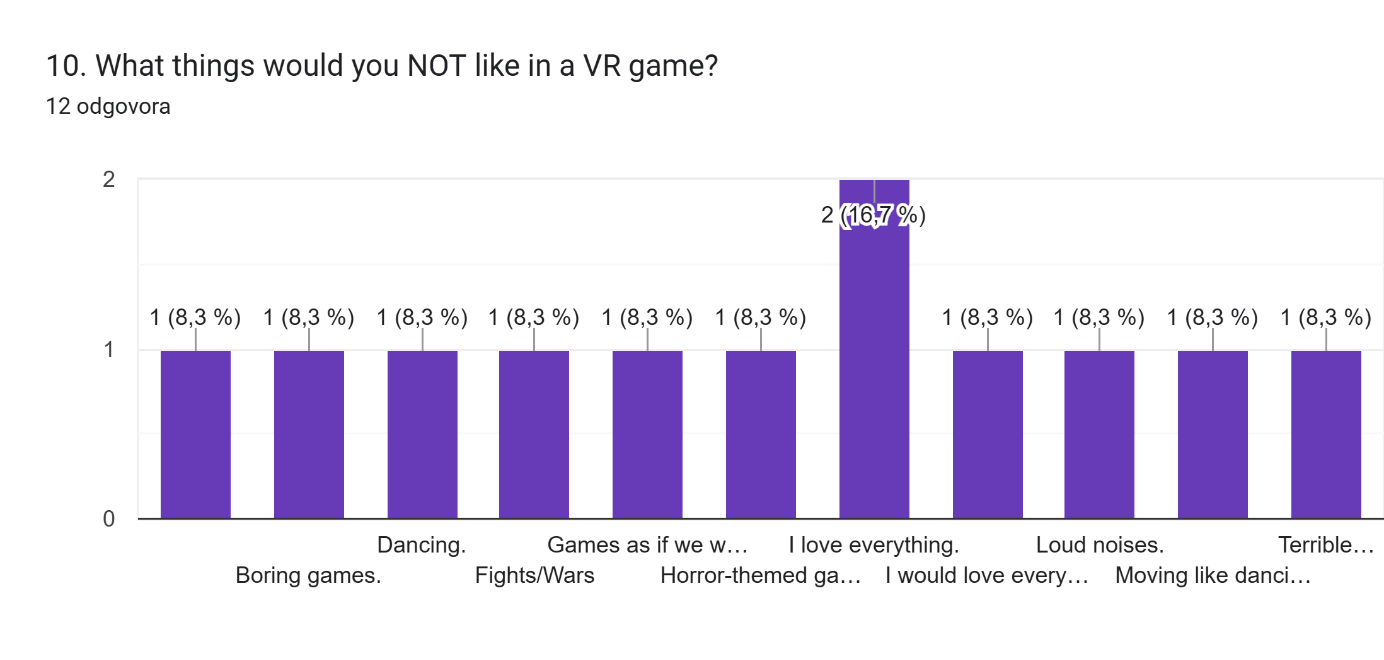 10. What things would you NOT like in a VR game?
12 odgovora
2
2 (16,7 %)
1 (8,3 %) 1 (8,3 %) 1 (8,3 %) 1 (8,3 %) 1 (8,3 %) 1 (8,3 %) 1 (8,3 %) 1 (8,3 %) 1 (8,3 %) 1 (8,3 %)
1
0
Dancing. Games as if we w… I love everything. Loud noises. Terrible…
Boring games. Fights/Wars Horror-themed ga… I would love every… Moving like danci…